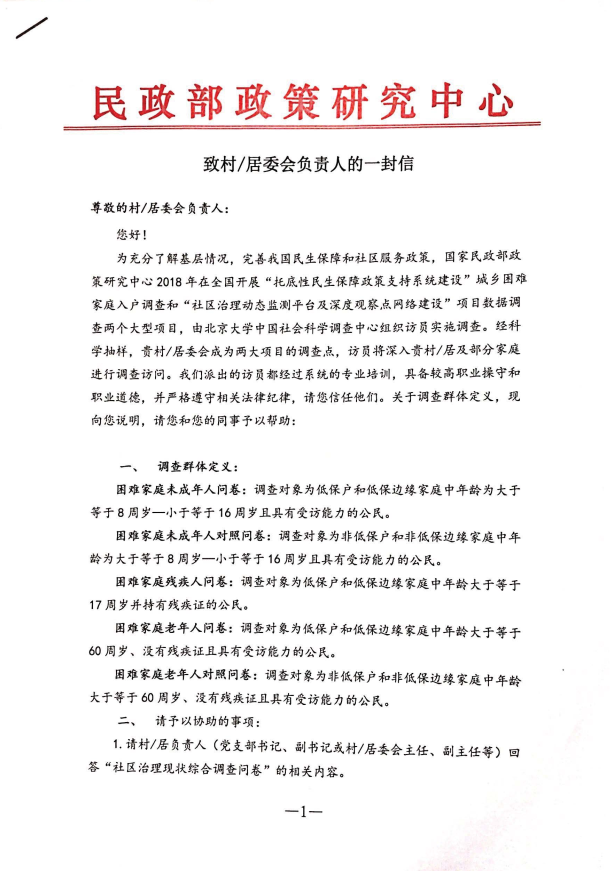 民政部政策研究中心
致村/居委会负责人的一封信
尊敬的村/居委会负责人：
您好！
为充分了解基层情况，完善我国民生保障和社区服务政策，国家民政部政
策研究中心 2018 年在全国开展“托底性民生保障政策支持系统建设”城乡困难
家庭入户调查和“社区治理动态监测平台及深度观察点网络建设”项目数据调
查两个大型项目，由北京大学中国社会科学调查中心组织访员实施调查。经科
学抽样，贵村/居委会成为两大项目的调查点，访员将深入贵村/居及部分家庭
进行调查访问。我们派出的访员都经过系统的专业培训，具备较高职业操守和
职业道德，并严格遵守相关法律纪律，请您信任他们。关于调查群体定义，现
向您说明，请您和您的同事予以帮助：
一、 调查群体定义：
困难家庭未成年人问卷：调查对象为低保户和低保边缘家庭中年龄为大于
等于 8 周岁—小于等于 16 周岁且具有受访能力的公民。
困难家庭未成年人对照问卷：调查对象为非低保户和非低保边缘家庭中年
龄为大于等于 8 周岁—小于等于 16 周岁且具有受访能力的公民。
困难家庭残疾人问卷：调查对象为低保户和低保边缘家庭中年龄大于等于
17 周岁并持有残疾证的公民。
困难家庭老年人问卷：调查对象为低保户和低保边缘家庭中年龄大于等于
60 周岁、没有残疾证且具有受访能力的公民。
困难家庭老年人对照问卷：调查对象为非低保户和非低保边缘家庭中年龄
大于等于 60 周岁、没有残疾证且具有受访能力的公民。
二、 请予以协助的事项：
1. 请村/居负责人（党支部书记、副书记或村/居委会主任、副主任等）回
答“社区治理现状综合调查问卷”的相关内容。
—1—